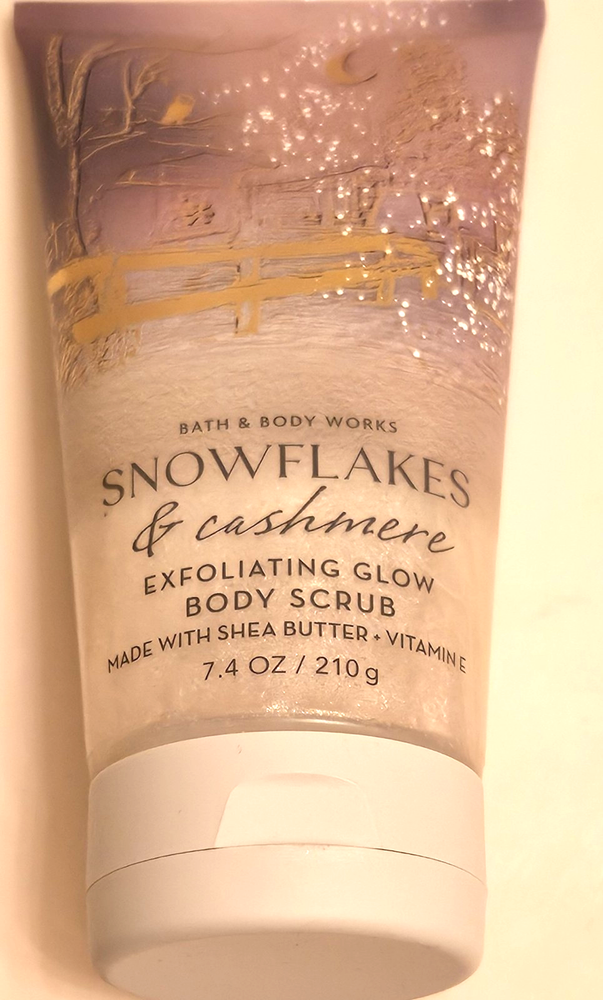 BATH & BODY WORKS
SNOWFLAKES
& cashmere
EXFOLIATING GLOW
BODY SCRUB
MADE WITH SHEA BUTTER + VITAMIN E
7.4 OZ / 210 g